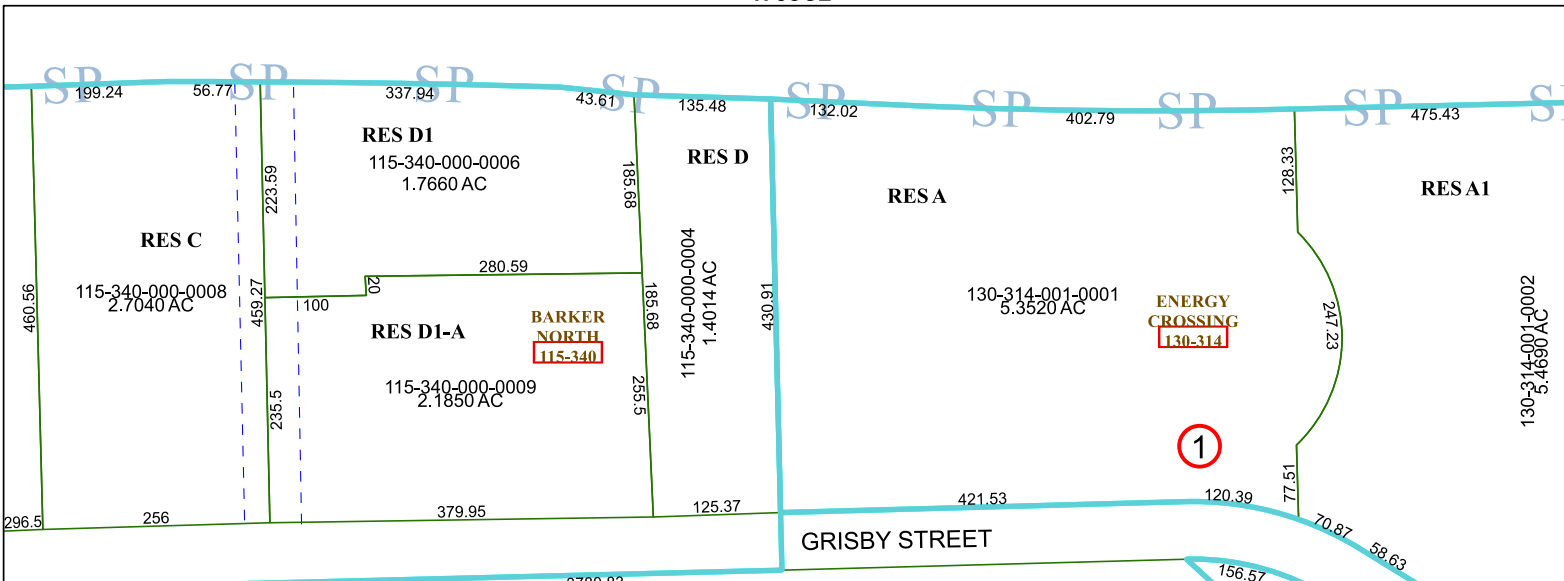 SP SP SP SP SP SP SP SP SP
199.24
56.77
337.94
43.61
135.48
132.02
402.79
475.43
RES D1
115-340-000-0006
1.7660 AC
RES D
RES A
RES A1
128.33
185.68
223.59
RES C
115-340-000-0008
2.7040 AC
460.56
459.27
280.59
20
100
185.68
115-340-000-0004
1.4014 AC
430.91
RES D1-A
BARKER
NORTH
115-340
115-340-000-0009
2.1850 AC
235.5
255.5
130-314-001-0001
5.3520 AC
ENERGY
CROSSING
130-314
247.23
130-314-001-0002
5.4690 AC
1
77.51
296.5
256
379.95
125.37
421.53
120.39
70.87
58.63
GRISBY STREET
156.57